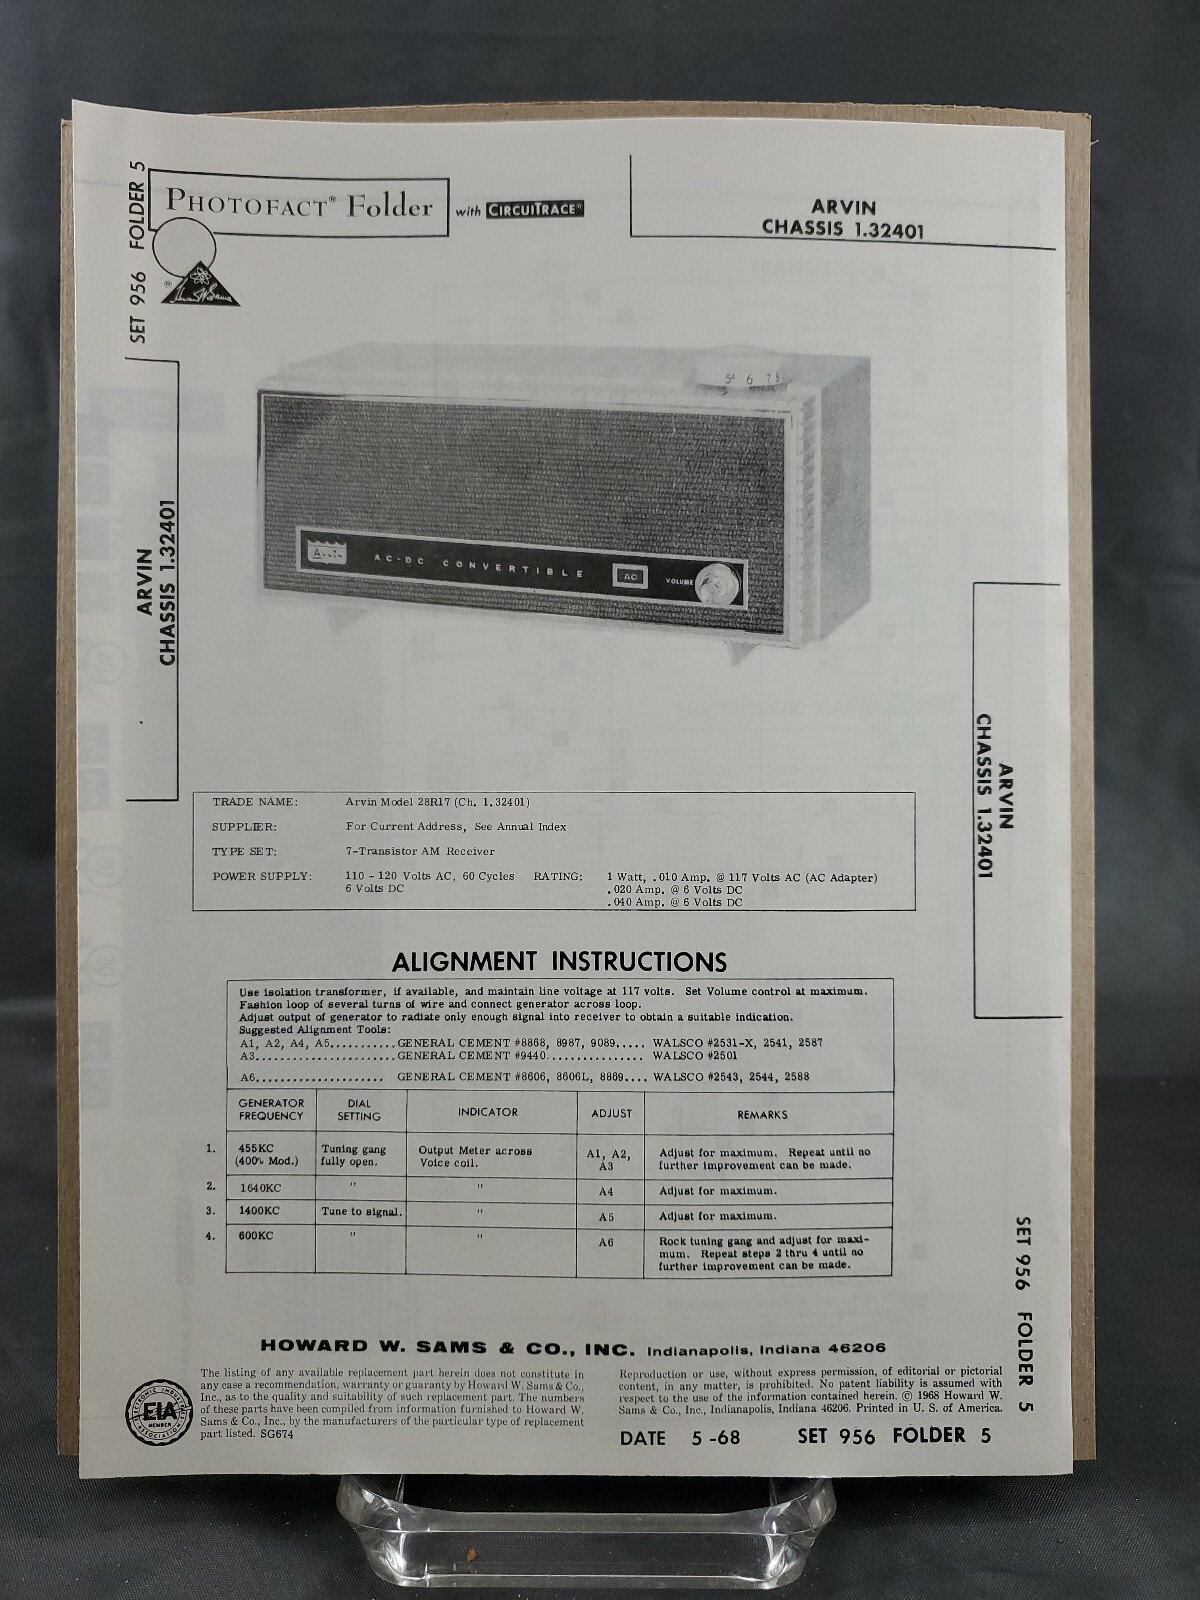 SET 956 FOLDER 5
PHOTOFACT® Folder
with CIRCUITRACE®
ARVIN
CHASSIS 1.32401
®
ARVIN
CHASSIS 1.32401
5⁴ 6 7 8
Arvin
AC-DC CONVERTIBLE
AC
VOLUME
ARVIN
CHASSIS 1.32401
TRADE NAME: Arvin Model 28R17 (Ch. 1.32401)
SUPPLIER: For Current Address, See Annual Index
TYPE SET: 7-Transistor AM Receiver
POWER SUPPLY: 110 - 120 Volts AC, 60 Cycles RATING: 1 Watt, .010 Amp. @ 117 Volts AC (AC Adapter)
6 Volts DC .020 Amp. @ 6 Volts DC
.040 Amp. @ 6 Volts DC
ALIGNMENT INSTRUCTIONS
Use isolation transformer, if available, and maintain line voltage at 117 volts. Set Volume control at maximum.
Fashion loop of several turns of wire and connect generator across loop.
Adjust output of generator to radiate only enough signal into receiver to obtain a suitable indication.
Suggested Alignment Tools:
A1, A2, A4, A5...........GENERAL CEMENT #8868, 8987, 9089..... WALSCO #2531-X, 2541, 2587
A3.......................GENERAL CEMENT #9440............... WALSCO #2501
A6..................... GENERAL CEMENT #8606, 8606L, 8869.... WALSCO #2543, 2544, 2588
GENERATOR FREQUENCY DIAL SETTING INDICATOR ADJUST REMARKS
1. 455KC Tuning gang Output Meter across A1, A2, Adjust for maximum. Repeat until no
(400∿ Mod.) fully open. Voice coil. A3 further improvement can be made.
2. 1640KC " " A4 Adjust for maximum.
3. 1400KC Tune to signal. " A5 Adjust for maximum.
4. 600KC " " A6 Rock tuning gang and adjust for maxi-
mum. Repeat steps 2 thru 4 until no
further improvement can be made.
SET 956 FOLDER 5
HOWARD W. SAMS & CO., INC. Indianapolis, Indiana 46206
EIA
MEMBER
ELECTRONIC INDUSTRIES ASSOCIATION
The listing of any available replacement part herein does not constitute in
any case a recommendation, warranty or guaranty by Howard W. Sams & Co.,
Inc., as to the quality and suitability of such replacement part. The numbers
of these parts have been compiled from information furnished to Howard W.
Sams & Co., Inc., by the manufacturers of the particular type of replacement
part listed. SG674
Reproduction or use, without express permission, of editorial or pictorial
content, in any matter, is prohibited. No patent liability is assumed with
respect to the use of the information contained herein. © 1968 Howard W.
Sams & Co., Inc., Indianapolis, Indiana 46206. Printed in U. S. of America.
DATE 5 -68 SET 956 FOLDER 5